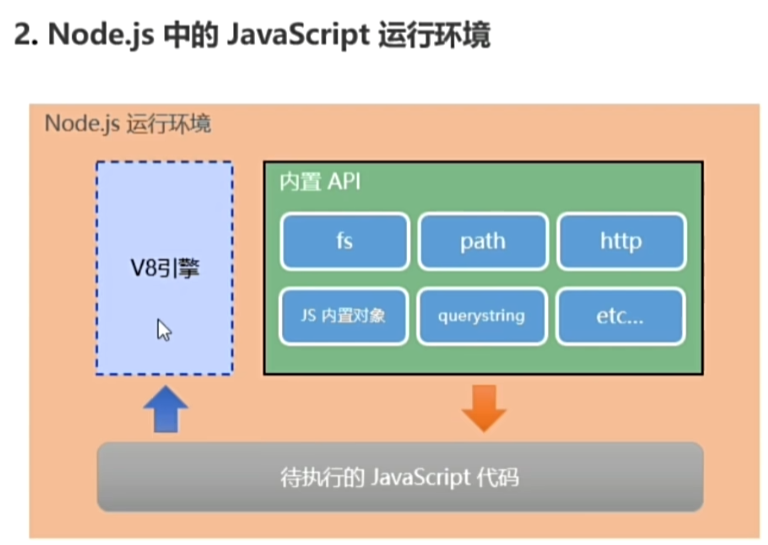 2. Node.js 中的 JavaScript 运行环境
Node.js 运行环境
V8引擎
内置 API
fs
path
http
JS 内置对象
querystring
etc...
待执行的 JavaScript 代码